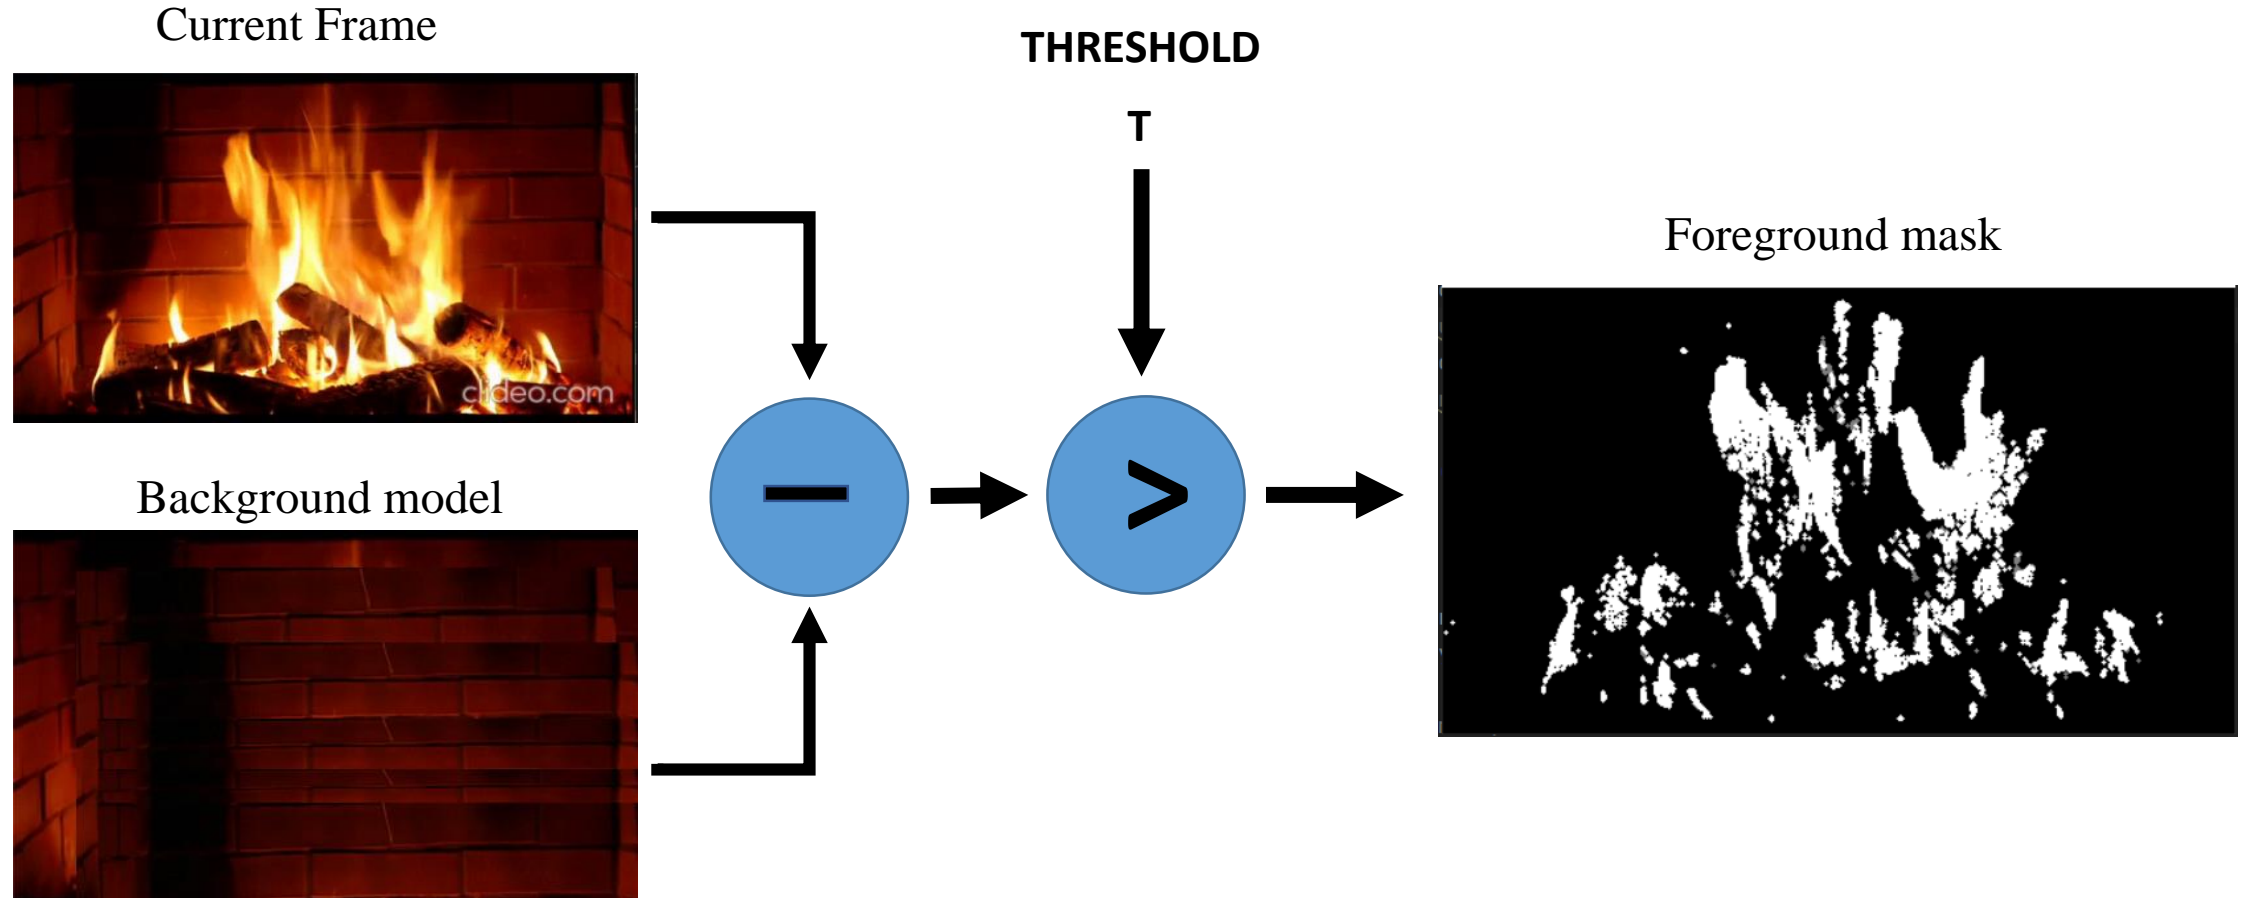 Current Frame
THRESHOLD
T
clideo.com
Foreground mask
Background model
−
>